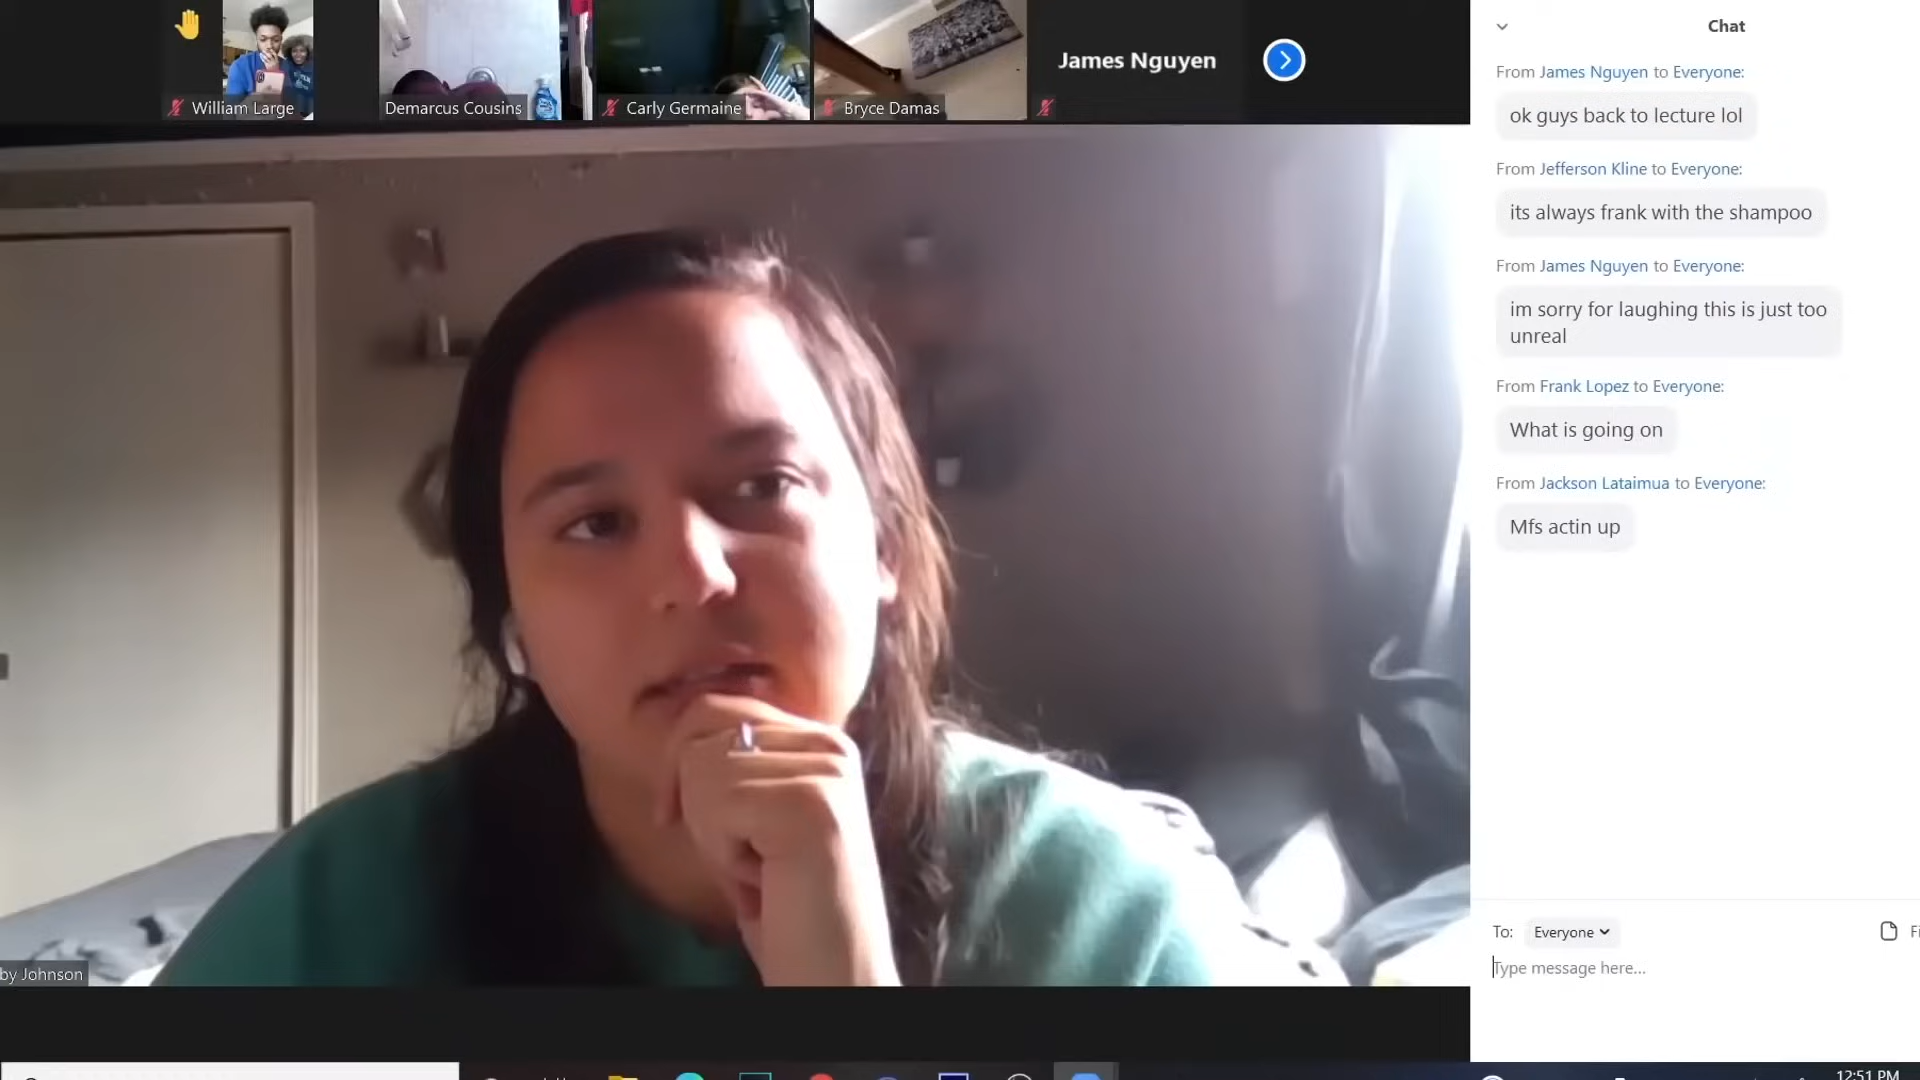 William Large
Demarcus Cousins
Carly Germaine
Bryce Damas
James Nguyen
by Johnson
Chat
From James Nguyen to Everyone:
ok guys back to lecture lol
From Jefferson Kline to Everyone:
its always frank with the shampoo
From James Nguyen to Everyone:
im sorry for laughing this is just too
unreal
From Frank Lopez to Everyone:
What is going on
From Jackson Lataimua to Everyone:
Mfs actin up
To: Everyone
Type message here...
12:51 PM